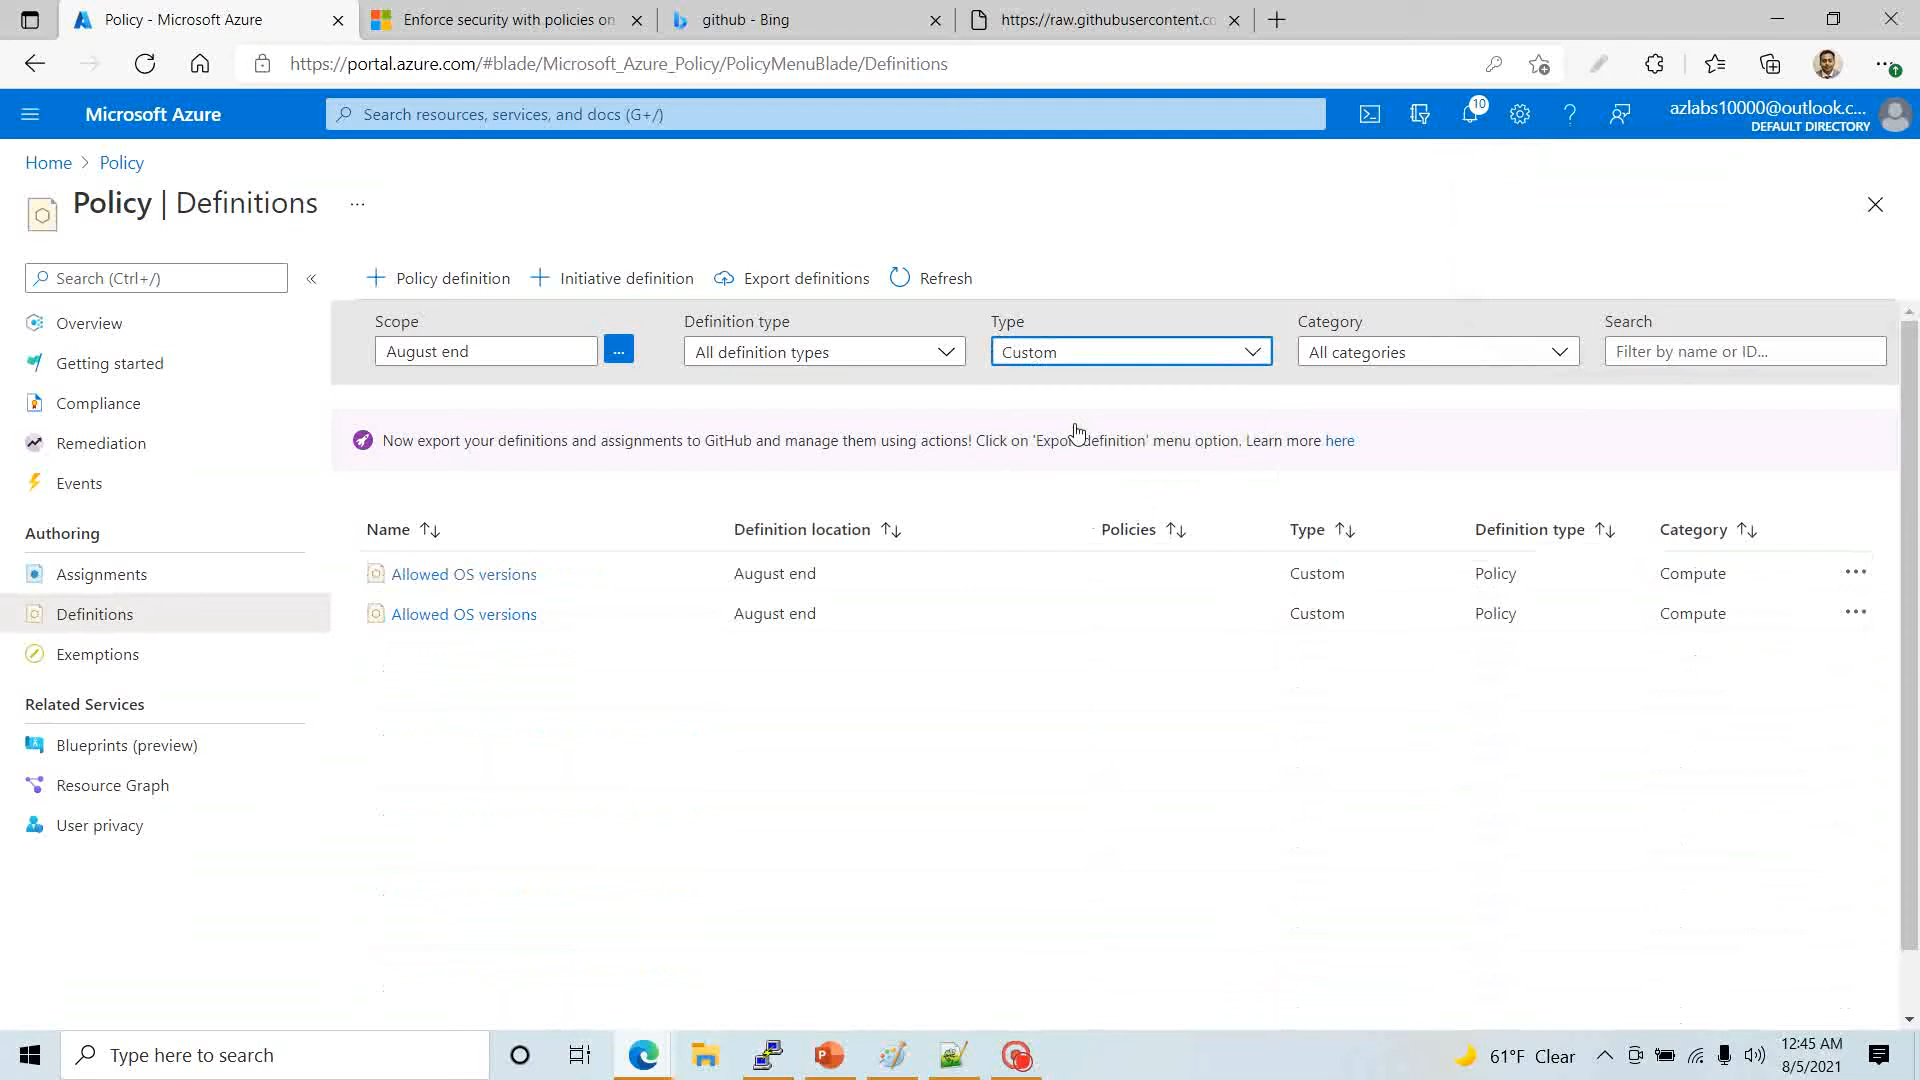 Policy - Microsoft Azure
Enforce security with policies on
github - Bing
https://raw.githubusercontent.co
https://portal.azure.com/#blade/Microsoft_Azure_Policy/PolicyMenuBlade/Definitions
Microsoft Azure
Search resources, services, and docs (G+/)
10
azlabs10000@outlook.c...
DEFAULT DIRECTORY
Home > Policy
Policy | Definitions ...
Search (Ctrl+/) «
Policy definition
Initiative definition
Export definitions
Refresh
Overview
Getting started
Compliance
Remediation
Events
Authoring
Assignments
Definitions
Exemptions
Related Services
Blueprints (preview)
Resource Graph
User privacy
Scope
August end
...
Definition type
All definition types
Type
Custom
Category
All categories
Search
Filter by name or ID...
Now export your definitions and assignments to GitHub and manage them using actions! Click on 'Export definition' menu option. Learn more here
Name Definition location Policies Type Definition type Category
Allowed OS versions August end Custom Policy Compute ...
Allowed OS versions August end Custom Policy Compute ...
Type here to search
61°F Clear
12:45 AM
8/5/2021